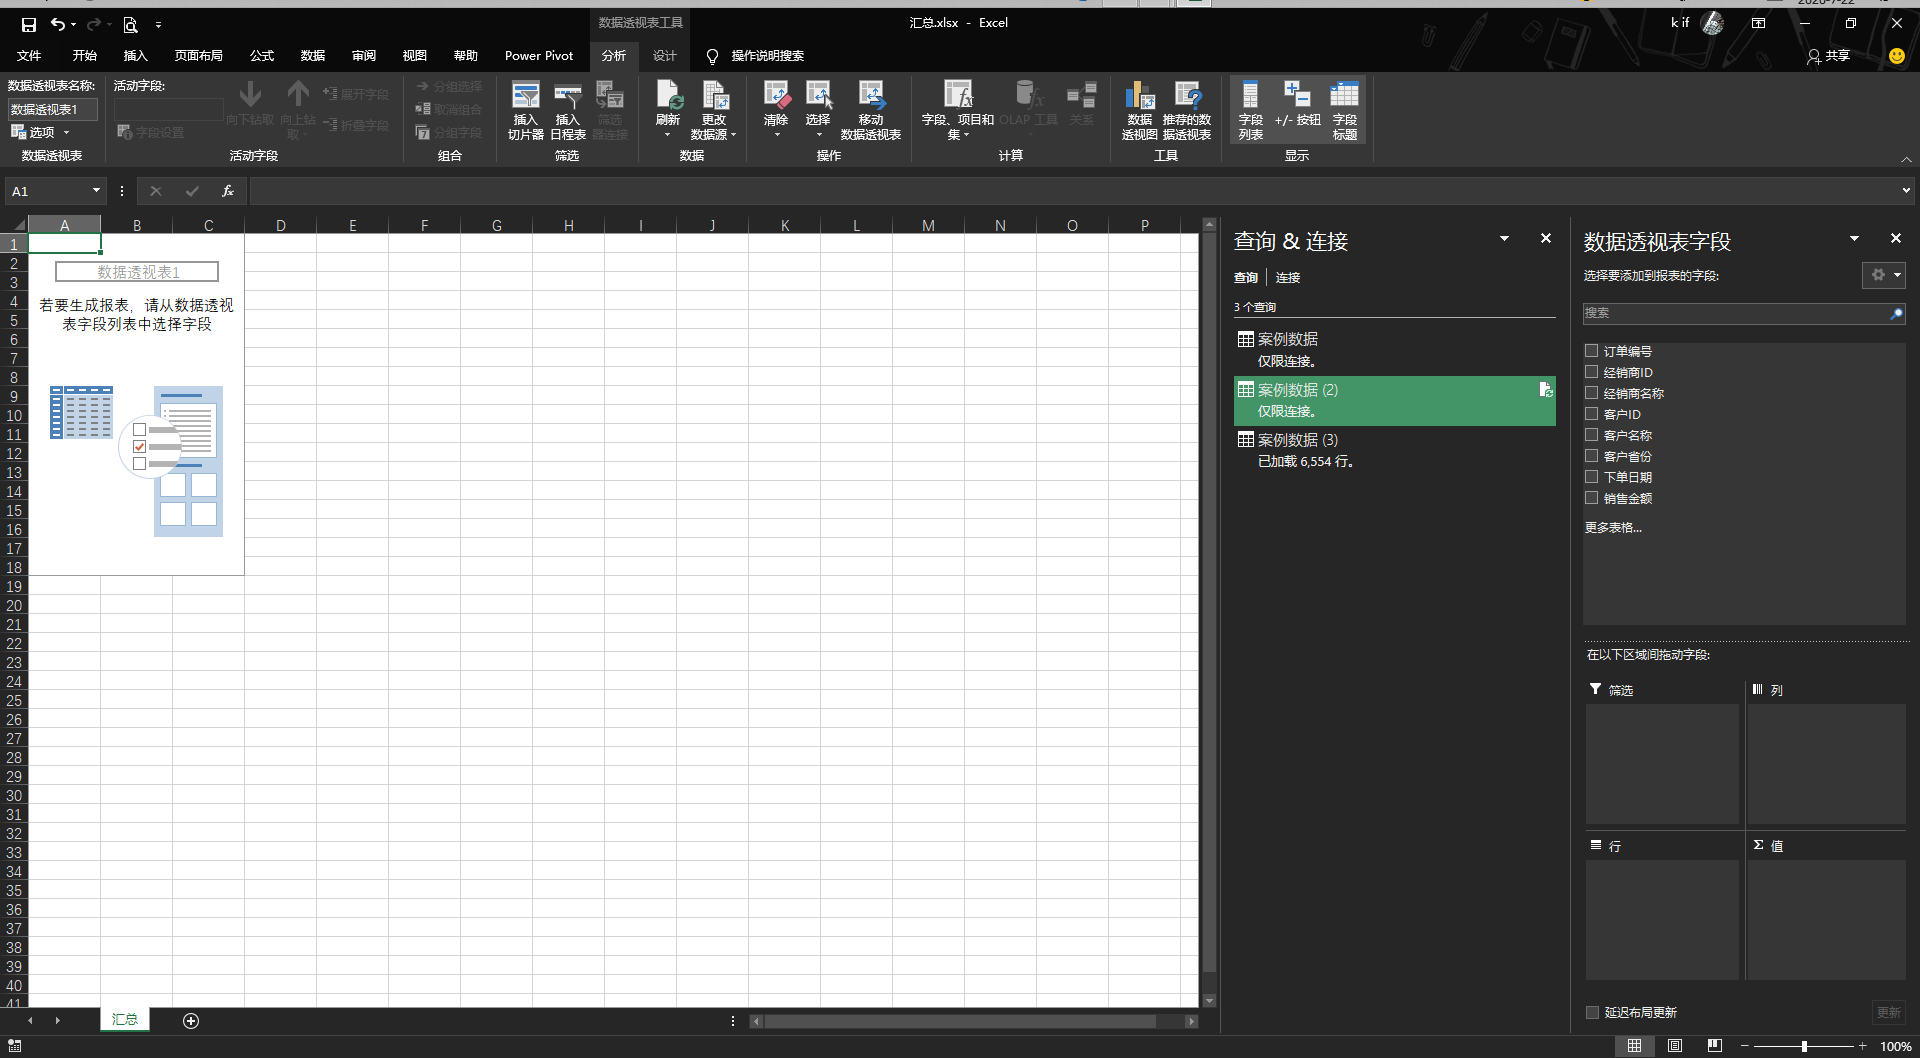 数据透视表工具
汇总.xlsx - Excel
k if
文件
开始
插入
页面布局
公式
数据
审阅
视图
帮助
Power Pivot
分析
设计
操作说明搜索
共享
数据透视表名称:
数据透视表1
选项
数据透视表
活动字段:
字段设置
向下钻取
向上钻取
展开字段
折叠字段
活动字段
分组选择
取消组合
分组字段
组合
插入切片器
插入日程表
筛选器连接
筛选
刷新
更改数据源
数据
清除
选择
移动数据透视表
操作
字段、项目和集
OLAP 工具
关系
计算
数据透视图
推荐的数据透视表
工具
字段列表
+/- 按钮
字段标题
显示
A1
fx
A B C D E F G H I J K L M N O P
1
2
3
4
5
6
7
8
9
10
11
12
13
14
15
16
17
18
19
20
21
22
23
24
25
26
27
28
29
30
31
32
33
34
35
36
37
38
39
40
41
数据透视表1
若要生成报表，请从数据透视
表字段列表中选择字段
查询 & 连接
查询 | 连接
3 个查询
案例数据
仅限连接。
案例数据 (2)
仅限连接。
案例数据 (3)
已加载 6,554 行。
数据透视表字段
选择要添加到报表的字段:
搜索
订单编号
经销商ID
经销商名称
客户ID
客户名称
客户省份
下单日期
销售金额
更多表格...
在以下区域间拖动字段:
筛选
列
行
Σ 值
延迟布局更新
更新
汇总
100%